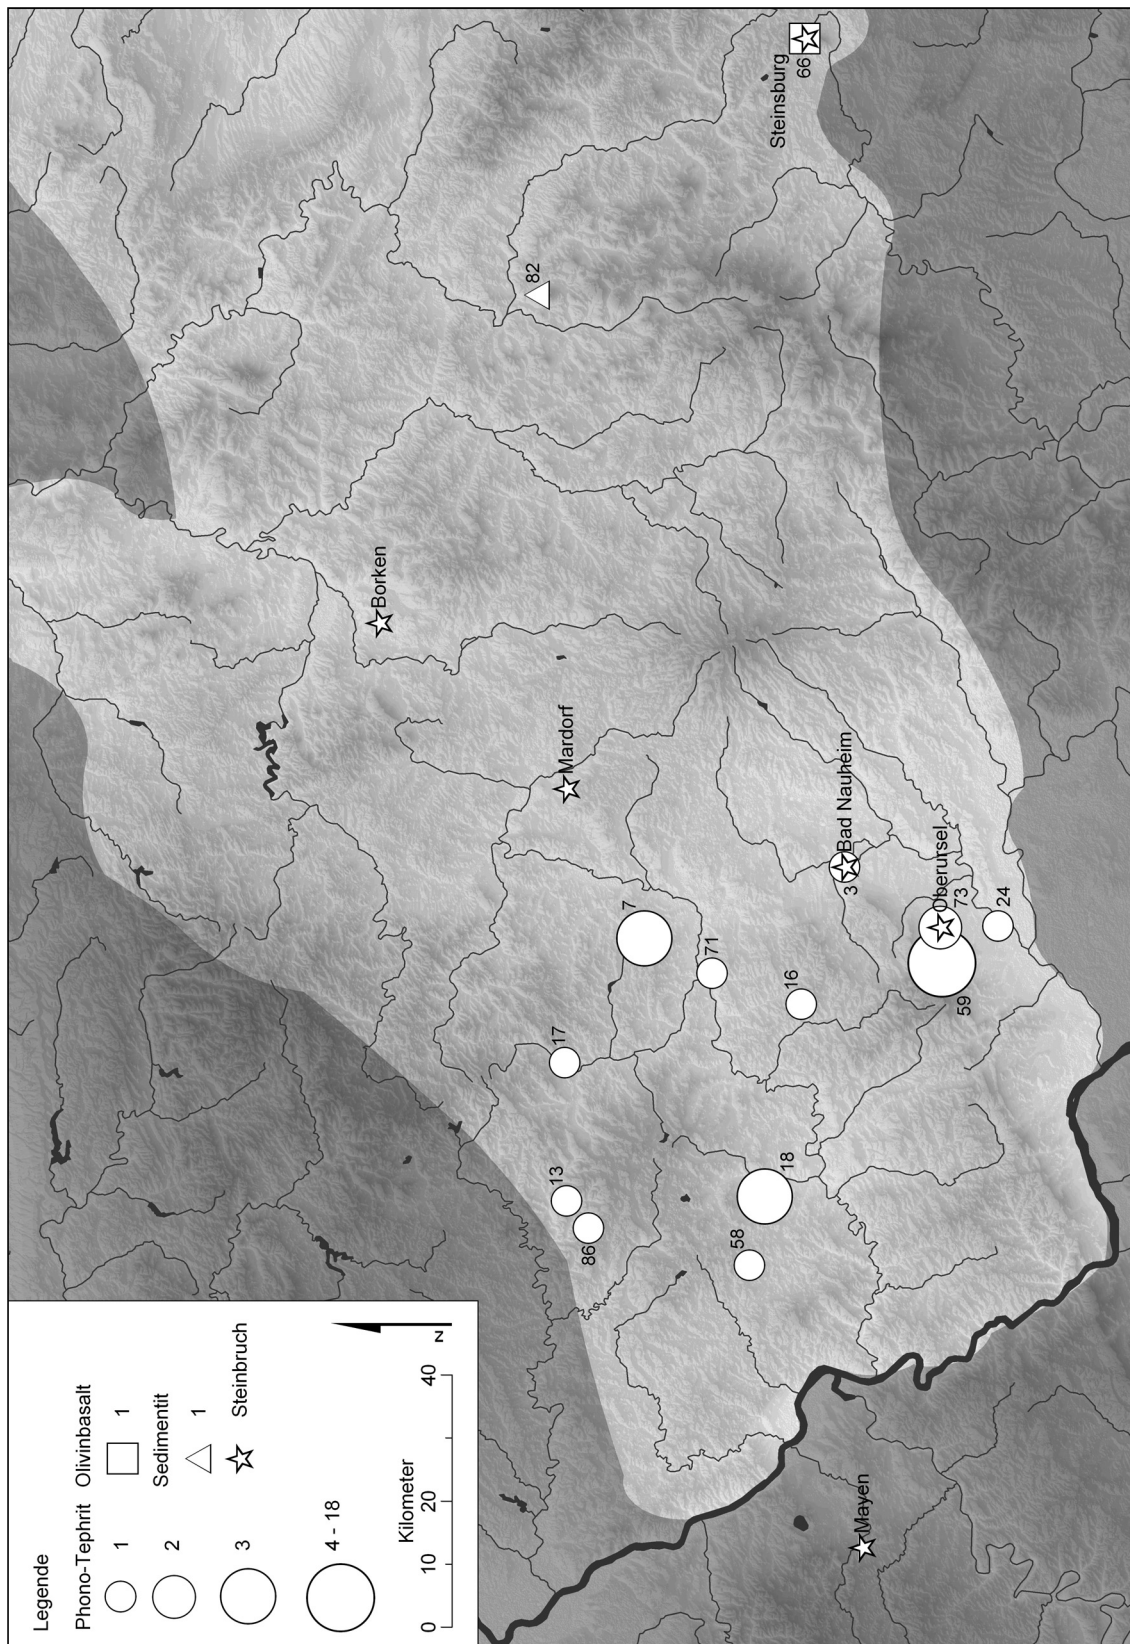 Legende
Phono-Tephrit
1
2
3
4 - 18
Olivinbasalt
1
Sedimentit
1
Steinbruch
Kilometer
0
10
20
40
N
Steinsburg
66
82
Borken
Mardorf
Bad Nauheim
3
Oberursel
73
24
59
7
71
16
17
13
86
18
58
Mayen